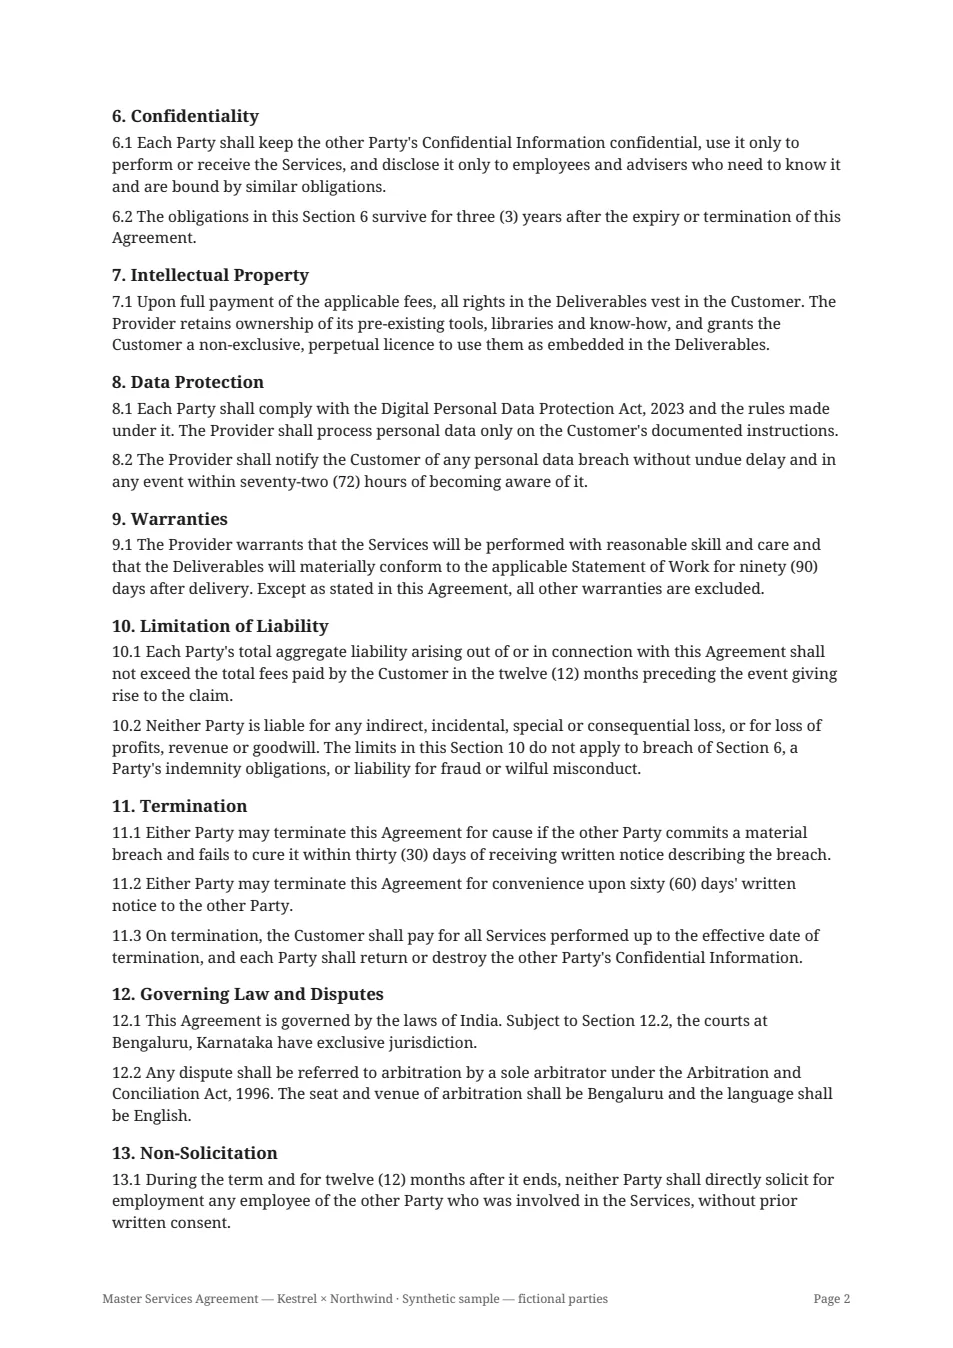 6. Confidentiality
6.1 Each Party shall keep the other Party's Confidential Information confidential, use it only to
perform or receive the Services, and disclose it only to employees and advisers who need to know it
and are bound by similar obligations.
6.2 The obligations in this Section 6 survive for three (3) years after the expiry or termination of this
Agreement.
7. Intellectual Property
7.1 Upon full payment of the applicable fees, all rights in the Deliverables vest in the Customer. The
Provider retains ownership of its pre-existing tools, libraries and know-how, and grants the
Customer a non-exclusive, perpetual licence to use them as embedded in the Deliverables.
8. Data Protection
8.1 Each Party shall comply with the Digital Personal Data Protection Act, 2023 and the rules made
under it. The Provider shall process personal data only on the Customer's documented instructions.
8.2 The Provider shall notify the Customer of any personal data breach without undue delay and in
any event within seventy-two (72) hours of becoming aware of it.
9. Warranties
9.1 The Provider warrants that the Services will be performed with reasonable skill and care and
that the Deliverables will materially conform to the applicable Statement of Work for ninety (90)
days after delivery. Except as stated in this Agreement, all other warranties are excluded.
10. Limitation of Liability
10.1 Each Party's total aggregate liability arising out of or in connection with this Agreement shall
not exceed the total fees paid by the Customer in the twelve (12) months preceding the event giving
rise to the claim.
10.2 Neither Party is liable for any indirect, incidental, special or consequential loss, or for loss of
profits, revenue or goodwill. The limits in this Section 10 do not apply to breach of Section 6, a
Party's indemnity obligations, or liability for fraud or wilful misconduct.
11. Termination
11.1 Either Party may terminate this Agreement for cause if the other Party commits a material
breach and fails to cure it within thirty (30) days of receiving written notice describing the breach.
11.2 Either Party may terminate this Agreement for convenience upon sixty (60) days' written
notice to the other Party.
11.3 On termination, the Customer shall pay for all Services performed up to the effective date of
termination, and each Party shall return or destroy the other Party's Confidential Information.
12. Governing Law and Disputes
12.1 This Agreement is governed by the laws of India. Subject to Section 12.2, the courts at
Bengaluru, Karnataka have exclusive jurisdiction.
12.2 Any dispute shall be referred to arbitration by a sole arbitrator under the Arbitration and
Conciliation Act, 1996. The seat and venue of arbitration shall be Bengaluru and the language shall
be English.
13. Non-Solicitation
13.1 During the term and for twelve (12) months after it ends, neither Party shall directly solicit for
employment any employee of the other Party who was involved in the Services, without prior
written consent.
Master Services Agreement — Kestrel × Northwind · Synthetic sample — fictional parties Page 2